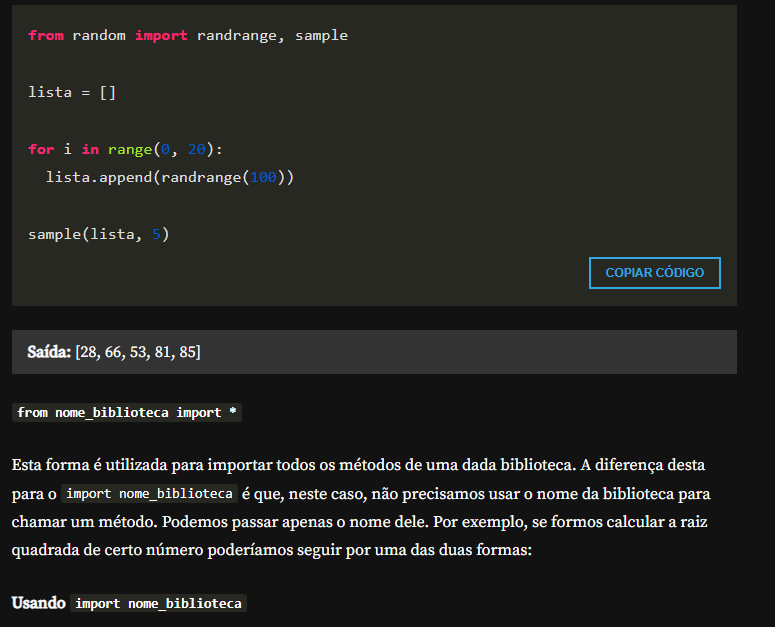 from random import randrange, sample
lista = []
for i in range(0, 20):
  lista.append(randrange(100))
sample(lista, 5)
COPIAR CÓDIGO
Saída: [28, 66, 53, 81, 85]
from nome_biblioteca import *
Esta forma é utilizada para importar todos os métodos de uma dada biblioteca. A diferença desta
para o import nome_biblioteca é que, neste caso, não precisamos usar o nome da biblioteca para
chamar um método. Podemos passar apenas o nome dele. Por exemplo, se formos calcular a raiz
quadrada de certo número poderíamos seguir por uma das duas formas:
Usando import nome_biblioteca